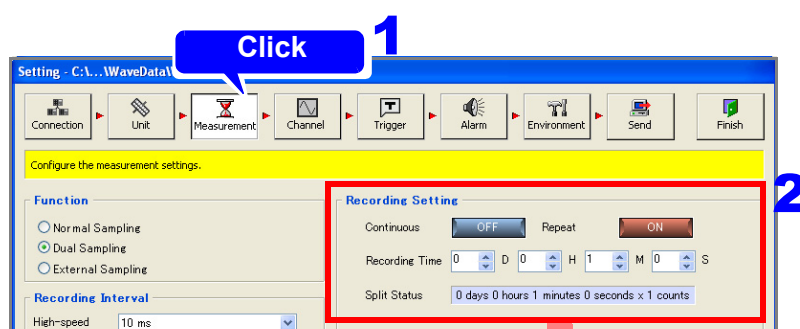 Click
1
Setting - C:\...\WaveData\
Connection Unit Measurement Channel Trigger Alarm Environment Send Finish
Configure the measurement settings.
Function
Normal Sampling
Dual Sampling
External Sampling
Recording Interval
High-speed 10 ms
2
Recording Setting
Continuous OFF Repeat ON
Recording Time 0 D 0 H 1 M 0 S
Split Status 0 days 0 hours 1 minutes 0 seconds x 1 counts